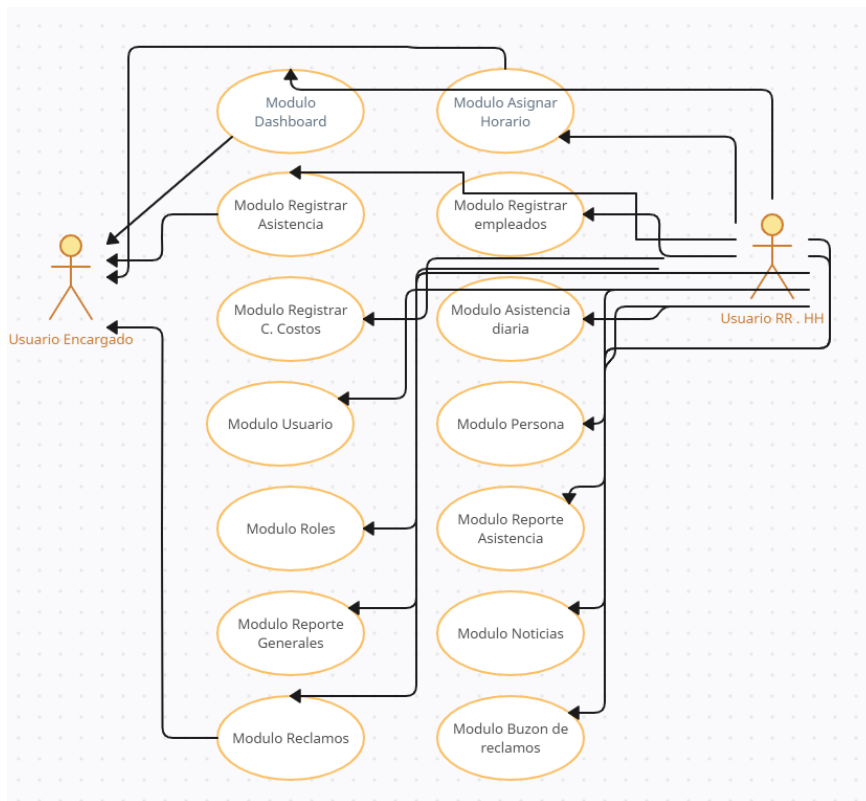 Modulo
Dashboard
Modulo Asignar
Horario
Modulo Registrar
Asistencia
Modulo Registrar
empleados
Usuario Encargado
Usuario RR . HH
Modulo Registrar
C. Costos
Modulo Asistencia
diaria
Modulo Usuario
Modulo Persona
Modulo Roles
Modulo Reporte
Asistencia
Modulo Reporte
Generales
Modulo Noticias
Modulo Reclamos
Modulo Buzon de
reclamos